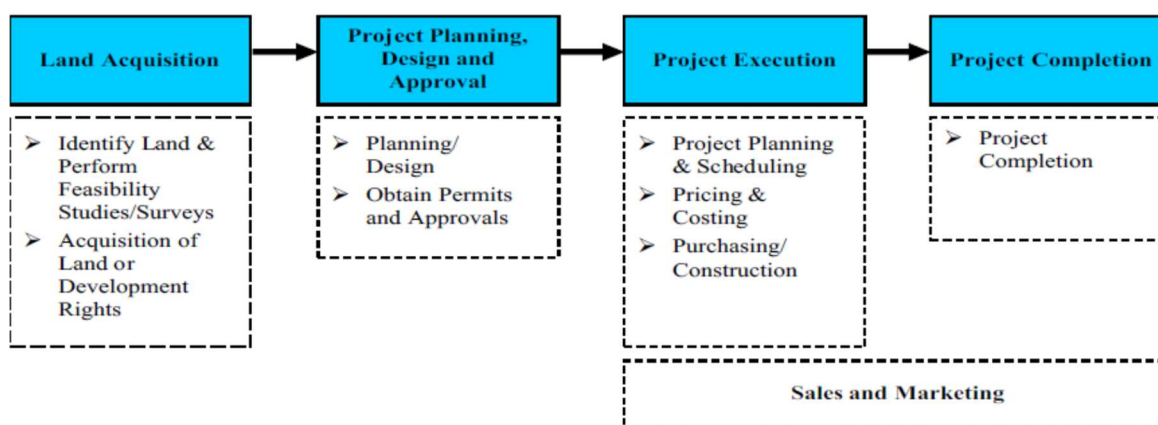 Land Acquisition
Project Planning,
Design and
Approval
Project Execution
Project Completion
➢ Identify Land &
Perform
Feasibility
Studies/Surveys
➢ Acquisition of
Land or
Development
Rights
➢ Planning/
Design
➢ Obtain Permits
and Approvals
➢ Project Planning
& Scheduling
➢ Pricing &
Costing
➢ Purchasing/
Construction
➢ Project
Completion
Sales and Marketing